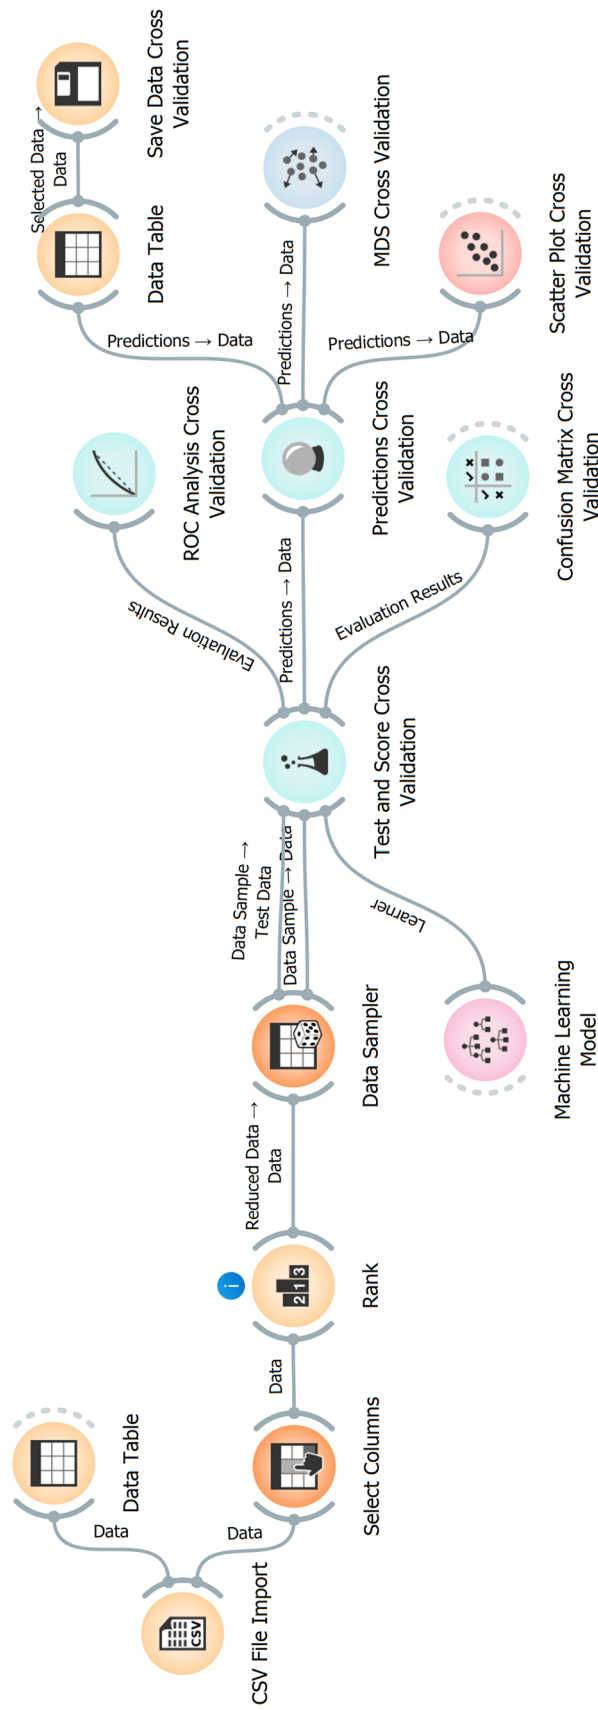 CSV File Import
CSV
Data
Data
Data Table
Select Columns
Data
Rank
2 1 3
i
Reduced Data →
Data
Data Sampler
Data Sample →
Test Data
Data Sample → Data
Learner
Machine Learning
Model
Test and Score Cross
Validation
Evaluation Results
Predictions → Data
Evaluation Results
ROC Analysis Cross
Validation
Predictions Cross
Validation
Confusion Matrix Cross
Validation
Predictions → Data
Predictions → Data
Predictions → Data
Data Table
MDS Cross Validation
Scatter Plot Cross
Validation
Selected Data →
Data
Save Data Cross
Validation